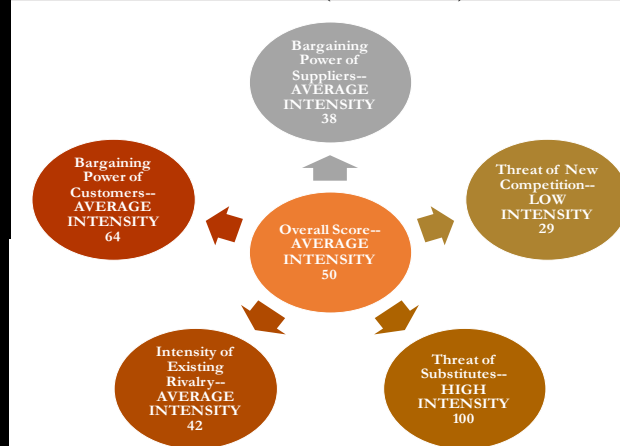 Bargaining
Power of
Suppliers--
AVERAGE
INTENSITY
38
Bargaining
Power of
Customers--
AVERAGE
INTENSITY
64
Threat of New
Competition--
LOW
INTENSITY
29
Overall Score--
AVERAGE
INTENSITY
50
Intensity of
Existing
Rivalry--
AVERAGE
INTENSITY
42
Threat of
Substitutes--
HIGH
INTENSITY
100